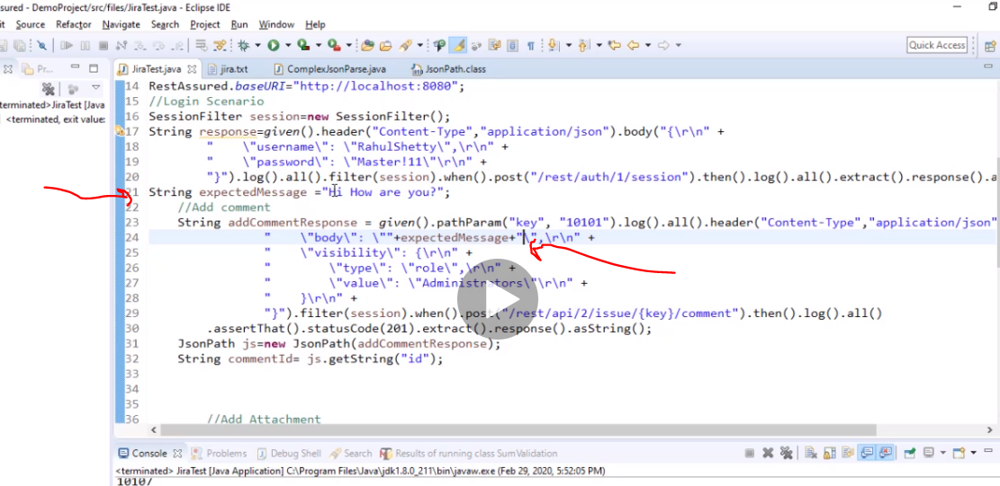 sured - DemoProject/src/files/JiraTest.java - Eclipse IDE
it Source Refactor Navigate Search Project Run Window Help
Quick Access
Pr...
JiraTest.java jira.txt ComplexJsonParse.java JsonPath.class
terminated>JiraTest [Java
<terminated, exit value:
14 RestAssured.baseURI="http://localhost:8080";
15 //Login Scenario
16 SessionFilter session=new SessionFilter();
17 String response=given().header("Content-Type","application/json").body("{\r\n" +
18 " \"username\": \"RahulShetty\",\r\n" +
19 " \"password\": \"Master!11\"\r\n" +
20 "}").log().all().filter(session).when().post("/rest/auth/1/session").then().log().all().extract().response().a
21 String expectedMessage ="Hi How are you?";
22 //Add comment
23 String addCommentResponse = given().pathParam("key", "10101").log().all().header("Content-Type","application/json"
24 " \"body\": \""+expectedMessage+"\",\r\n" +
25 " \"visibility\": {\r\n" +
26 " \"type\": \"role\",\r\n" +
27 " \"value\": \"Administrators\"\r\n" +
28 " }\r\n" +
29 "}").filter(session).when().post("/rest/api/2/issue/{key}/comment").then().log().all()
30 .assertThat().statusCode(201).extract().response().asString();
31 JsonPath js=new JsonPath(addCommentResponse);
32 String commentId= js.getString("id");
33
34
35
36 //Add Attachment
Console Problems Debug Shell Search Results of running class SumValidation
<terminated> JiraTest [Java Application] C:\Program Files\Java\jdk1.8.0_211\bin\javaw.exe (Feb 29, 2020, 5:52:05 PM)
10107